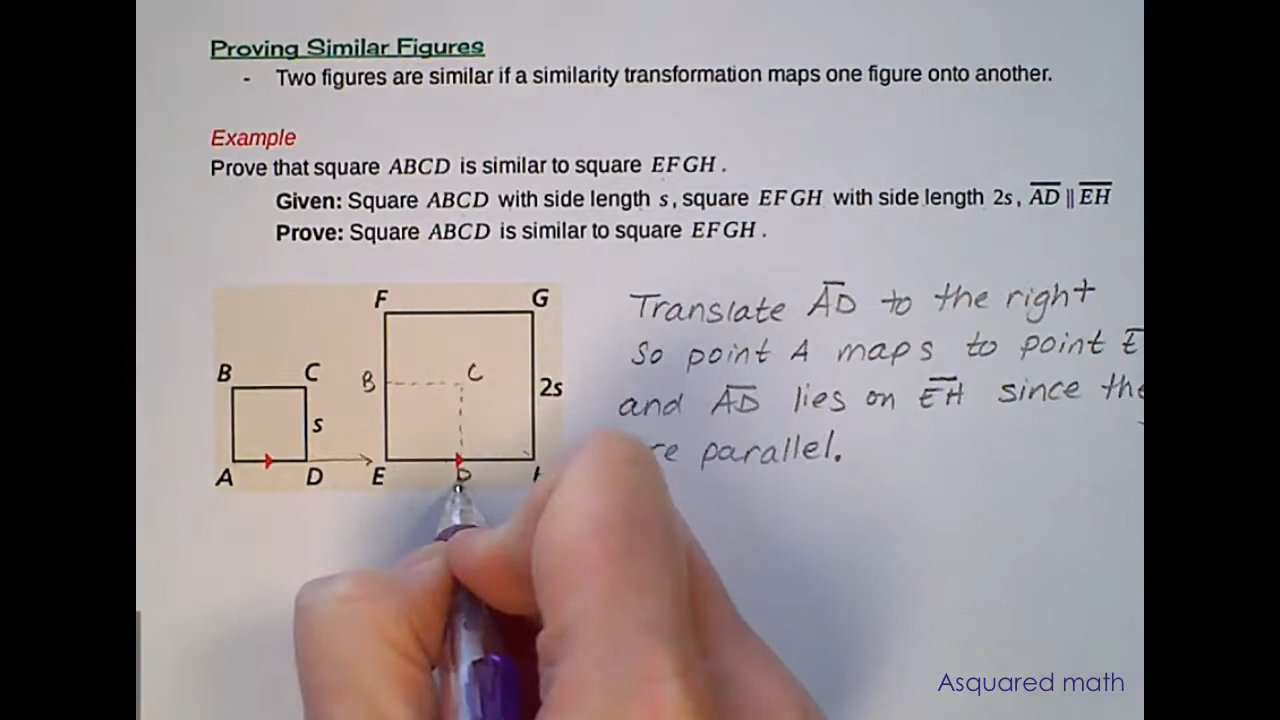 Proving Similar Figures
- Two figures are similar if a similarity transformation maps one figure onto another.
Example
Prove that square ABCD is similar to square EFGH.
Given: Square ABCD with side length s, square EFGH with side length 2s, AD || EH
Prove: Square ABCD is similar to square EFGH.
F G
B C B C 2s
s
A D E D
Translate AD to the right
so point A maps to point E
and AD lies on EH since the
parallel.
Asquared math